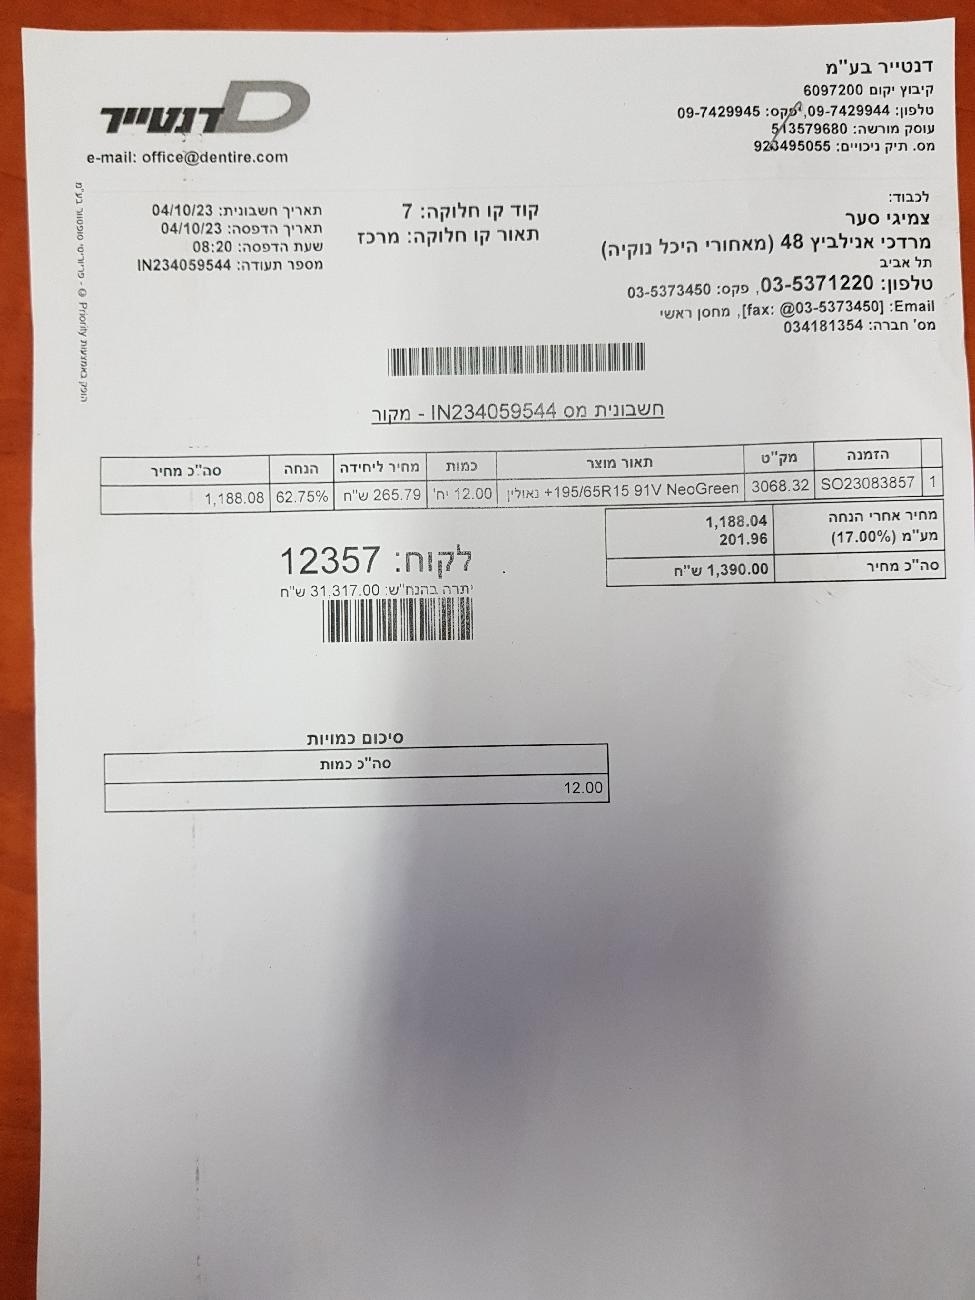 דנטייר
e-mail: office@dentire.com
דנטייר בע"מ
קיבוץ יקום 6097200
טלפון: 09-7429944, פקס: 09-7429945
עוסק מורשה: 513579680
מס. תיק ניכויים: 923495055
לכבוד:
צמיגי סער
מרדכי אנילביץ 48 (מאחורי היכל נוקיה)
תל אביב
טלפון: 03-5371220, פקס: 03-5373450
Email: [fax: @03-5373450], מחסן ראשי
מס' חברה: 034181354
קוד קו חלוקה: 7
תאור קו חלוקה: מרכז
תאריך חשבונית: 04/10/23
תאריך הדפסה: 04/10/23
שעת הדפסה: 08:20
מספר תעודה: IN234059544
הופק באמצעות Priority ©
חשבונית מס IN234059544 - מקור
הזמנה מק"ט תאור מוצר כמות מחיר ליחידה הנחה סה"כ מחיר
1 SO23083857 3068.32 195/65R15 91V NeoGreen+ נאולין 12.00 יח' 265.79 ש"ח 62.75% 1,188.08
מחיר אחרי הנחה 1,188.04
מע"מ (17.00%) 201.96
סה"כ מחיר 1,390.00 ש"ח
לקוח: 12357
יתרה בהנח"ש: 31,317.00 ש"ח
סיכום כמויות
סה"כ כמות
12.00